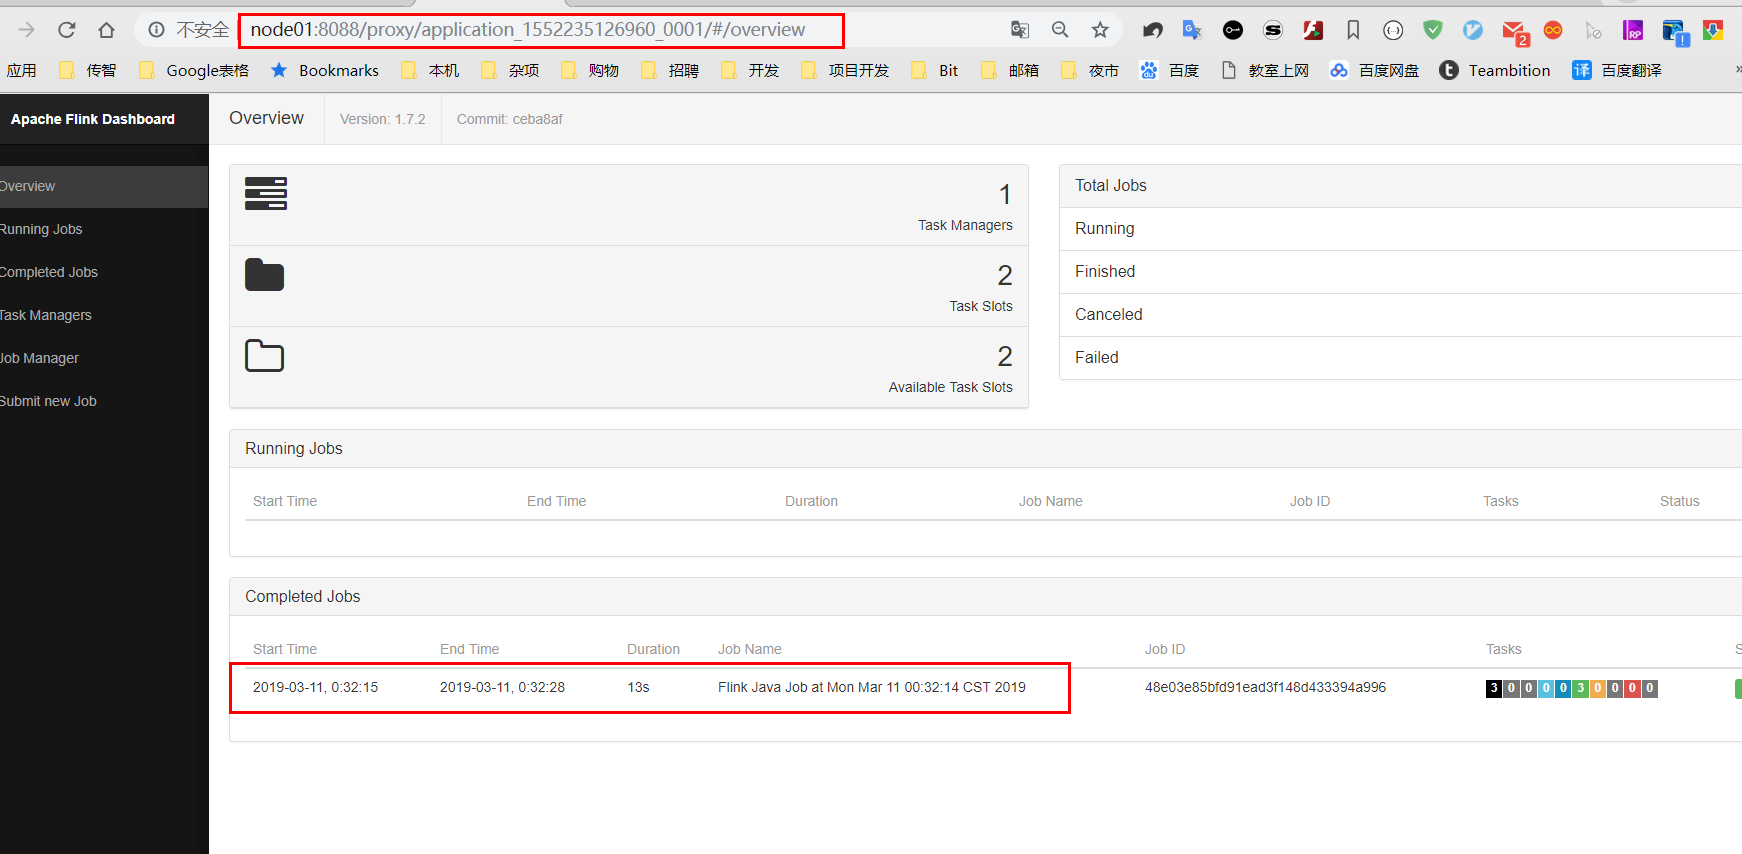 不安全 node01:8088/proxy/application_1552235126960_0001/#/overview
2
应用 传智 Google表格 Bookmarks 本机 杂项 购物 招聘 开发 项目开发 Bit 邮箱 夜市 百度 教室上网 百度网盘 Teambition 译 百度翻译 »
Apache Flink Dashboard Overview Version: 1.7.2 Commit: ceba8af
Overview
Running Jobs
Completed Jobs
Task Managers
Job Manager
Submit new Job
1
Task Managers
2
Task Slots
2
Available Task Slots
Total Jobs
Running
Finished
Canceled
Failed
Running Jobs
Start Time End Time Duration Job Name Job ID Tasks Status
Completed Jobs
Start Time End Time Duration Job Name Job ID Tasks S
2019-03-11, 0:32:15 2019-03-11, 0:32:28 13s Flink Java Job at Mon Mar 11 00:32:14 CST 2019 48e03e85bfd91ead3f148d433394a996 3 0 0 0 0 3 0 0 0 0